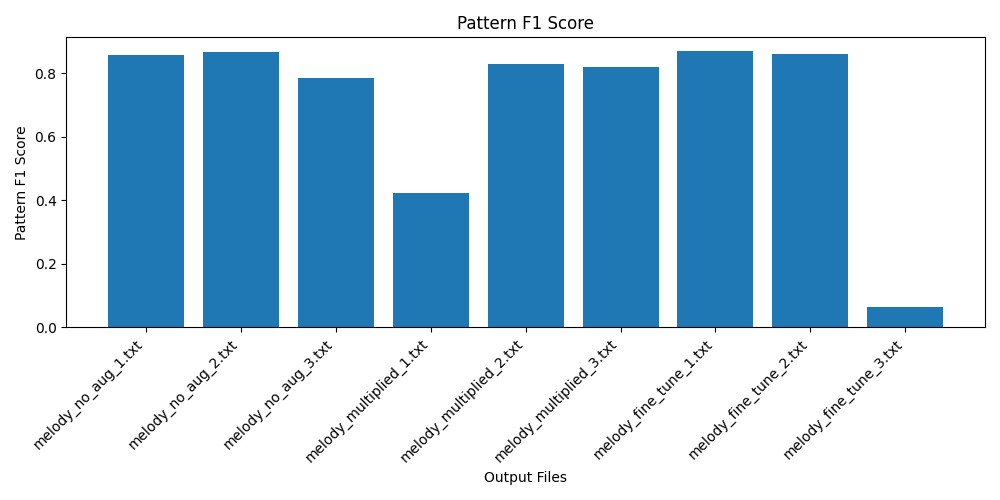 Pattern F1 Score
Pattern F1 Score
0.8
0.6
0.4
0.2
0.0
melody_no_aug_1.txt
melody_no_aug_2.txt
melody_no_aug_3.txt
melody_multiplied_1.txt
melody_multiplied_2.txt
melody_multiplied_3.txt
melody_fine_tune_1.txt
melody_fine_tune_2.txt
melody_fine_tune_3.txt
Output Files